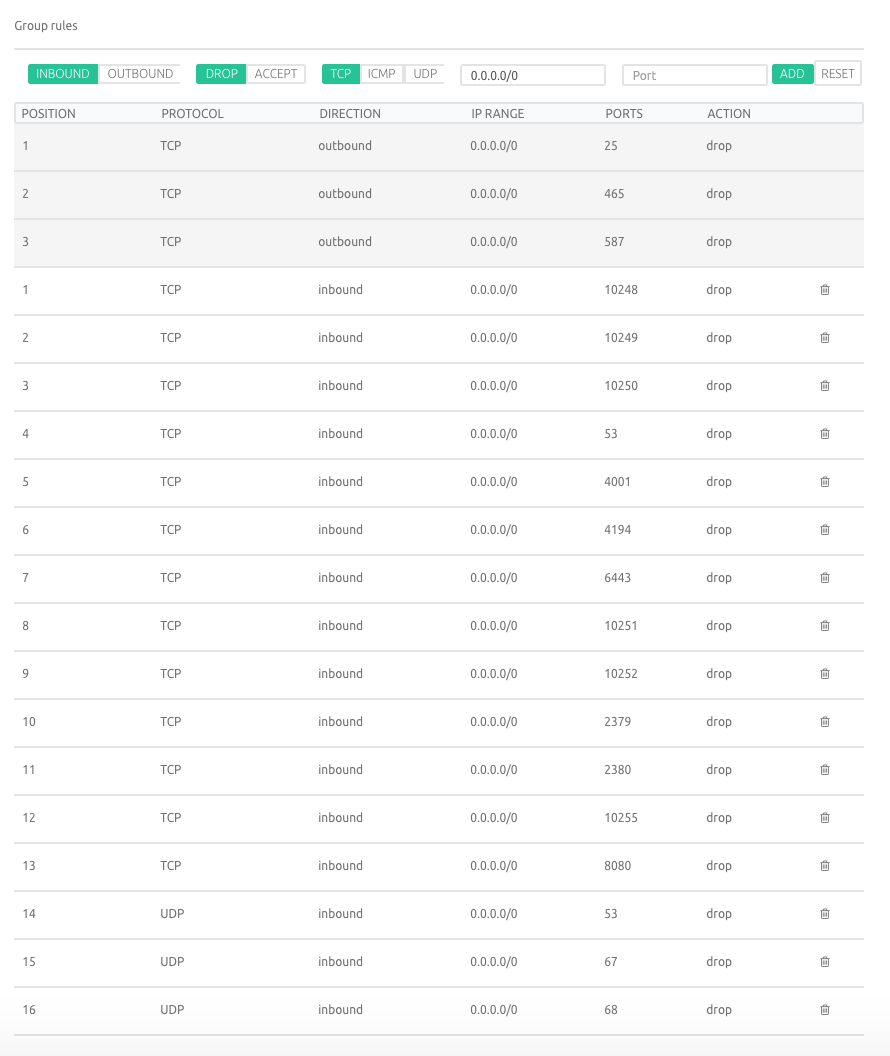 Group rules
INBOUND OUTBOUND DROP ACCEPT TCP ICMP UDP 0.0.0.0/0 Port ADD RESET
POSITION PROTOCOL DIRECTION IP RANGE PORTS ACTION
1 TCP outbound 0.0.0.0/0 25 drop
2 TCP outbound 0.0.0.0/0 465 drop
3 TCP outbound 0.0.0.0/0 587 drop
1 TCP inbound 0.0.0.0/0 10248 drop
2 TCP inbound 0.0.0.0/0 10249 drop
3 TCP inbound 0.0.0.0/0 10250 drop
4 TCP inbound 0.0.0.0/0 53 drop
5 TCP inbound 0.0.0.0/0 4001 drop
6 TCP inbound 0.0.0.0/0 4194 drop
7 TCP inbound 0.0.0.0/0 6443 drop
8 TCP inbound 0.0.0.0/0 10251 drop
9 TCP inbound 0.0.0.0/0 10252 drop
10 TCP inbound 0.0.0.0/0 2379 drop
11 TCP inbound 0.0.0.0/0 2380 drop
12 TCP inbound 0.0.0.0/0 10255 drop
13 TCP inbound 0.0.0.0/0 8080 drop
14 UDP inbound 0.0.0.0/0 53 drop
15 UDP inbound 0.0.0.0/0 67 drop
16 UDP inbound 0.0.0.0/0 68 drop